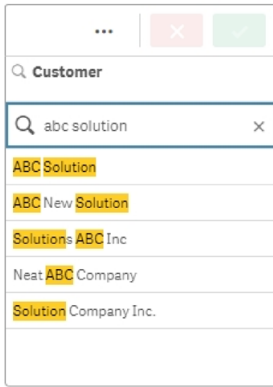 Customer
abc solution
ABC Solution
ABC New Solution
Solutions ABC Inc
Neat ABC Company
Solution Company Inc.